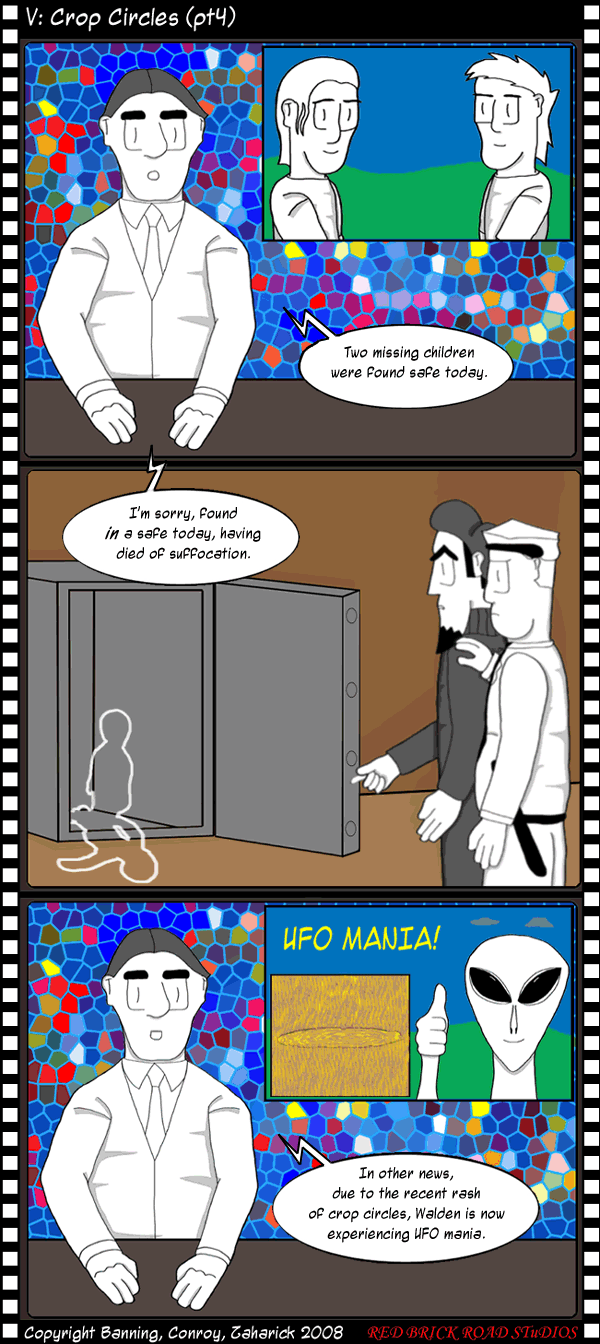 V: Crop Circles (pt4)
Two missing children
were found safe today.
I'm sorry, found
in a safe today, having
died of suffocation.
UFO MANIA!
In other news,
due to the recent rash
of crop circles, Walden is now
experiencing UFO mania.
Copyright Banning, Conroy, Zaharick 2008
RED BRICK ROAD STuDIOS